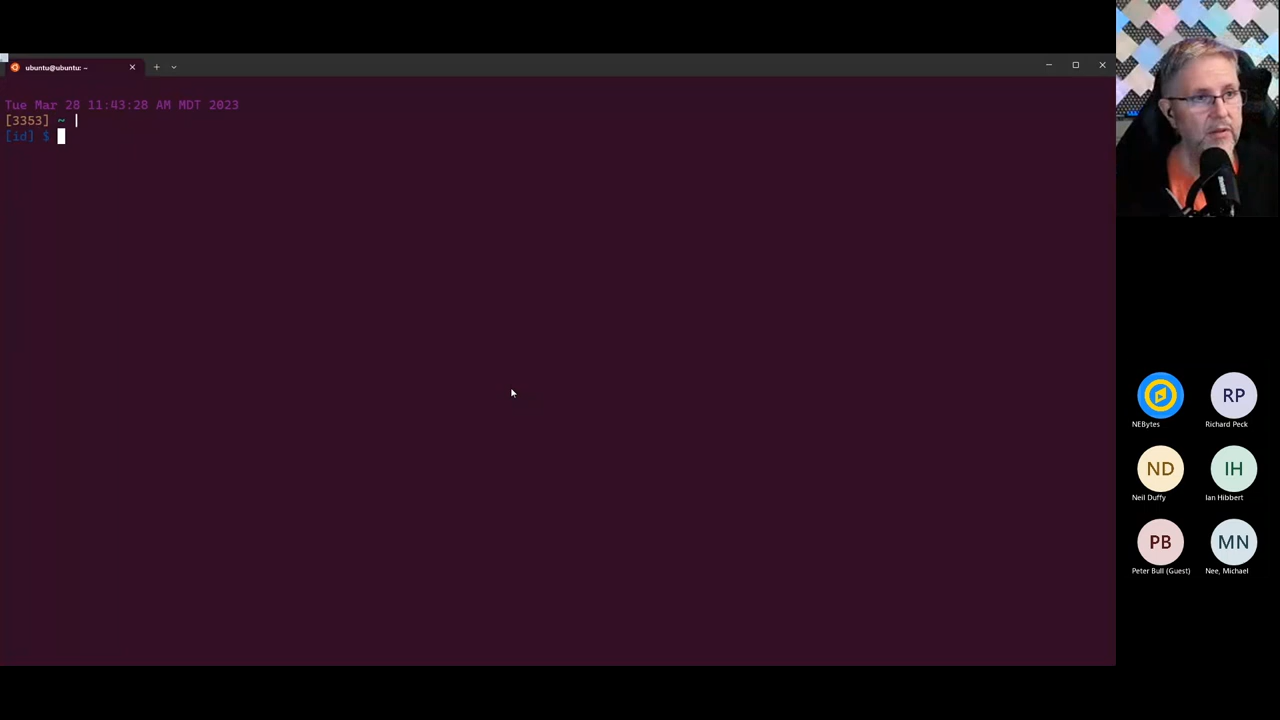 ubuntu@ubuntu: ~
Tue Mar 28 11:43:28 AM MDT 2023
[3353] ~ |
[id] $
NEBytes
RP
Richard Peck
ND
Neil Duffy
IH
Ian Hibbert
PB
Peter Bull (Guest)
MN
Nee, Michael